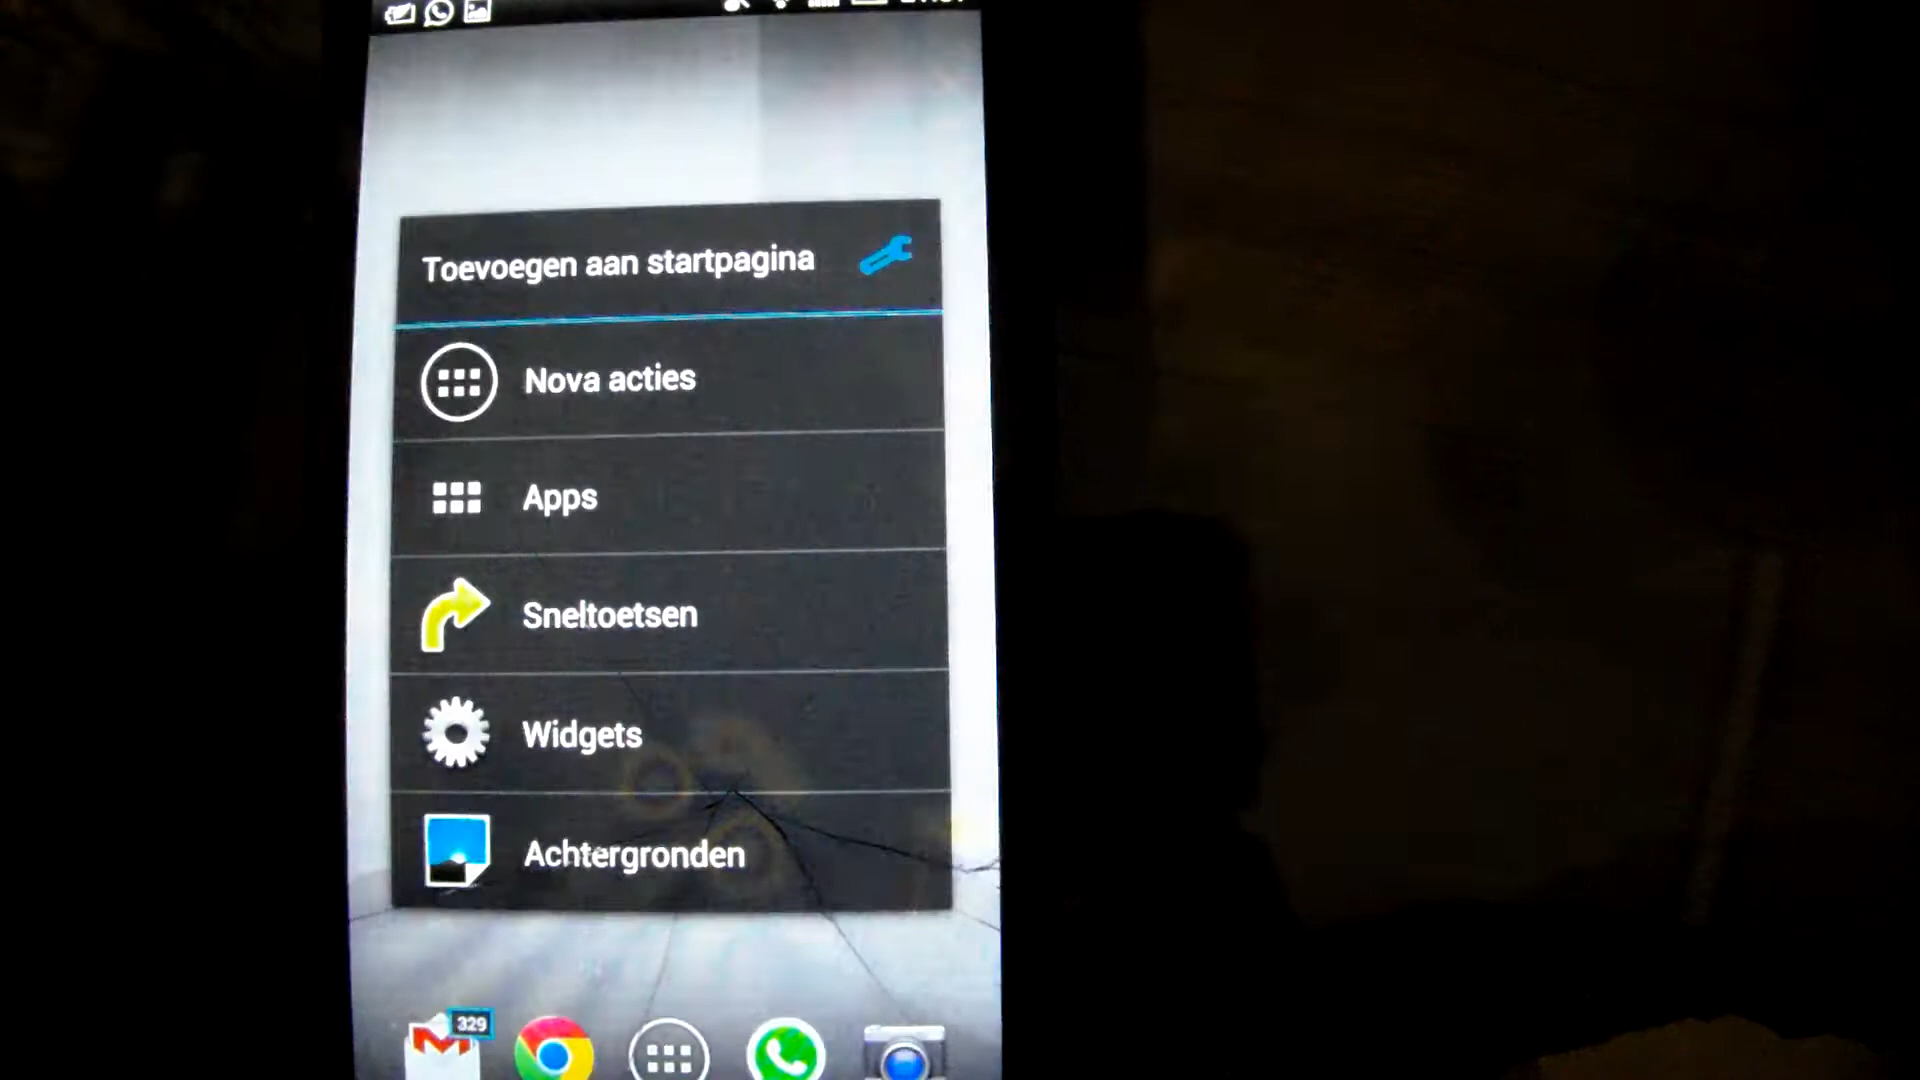 Toevoegen aan startpagina
Nova acties
Apps
Sneltoetsen
Widgets
Achtergronden
329